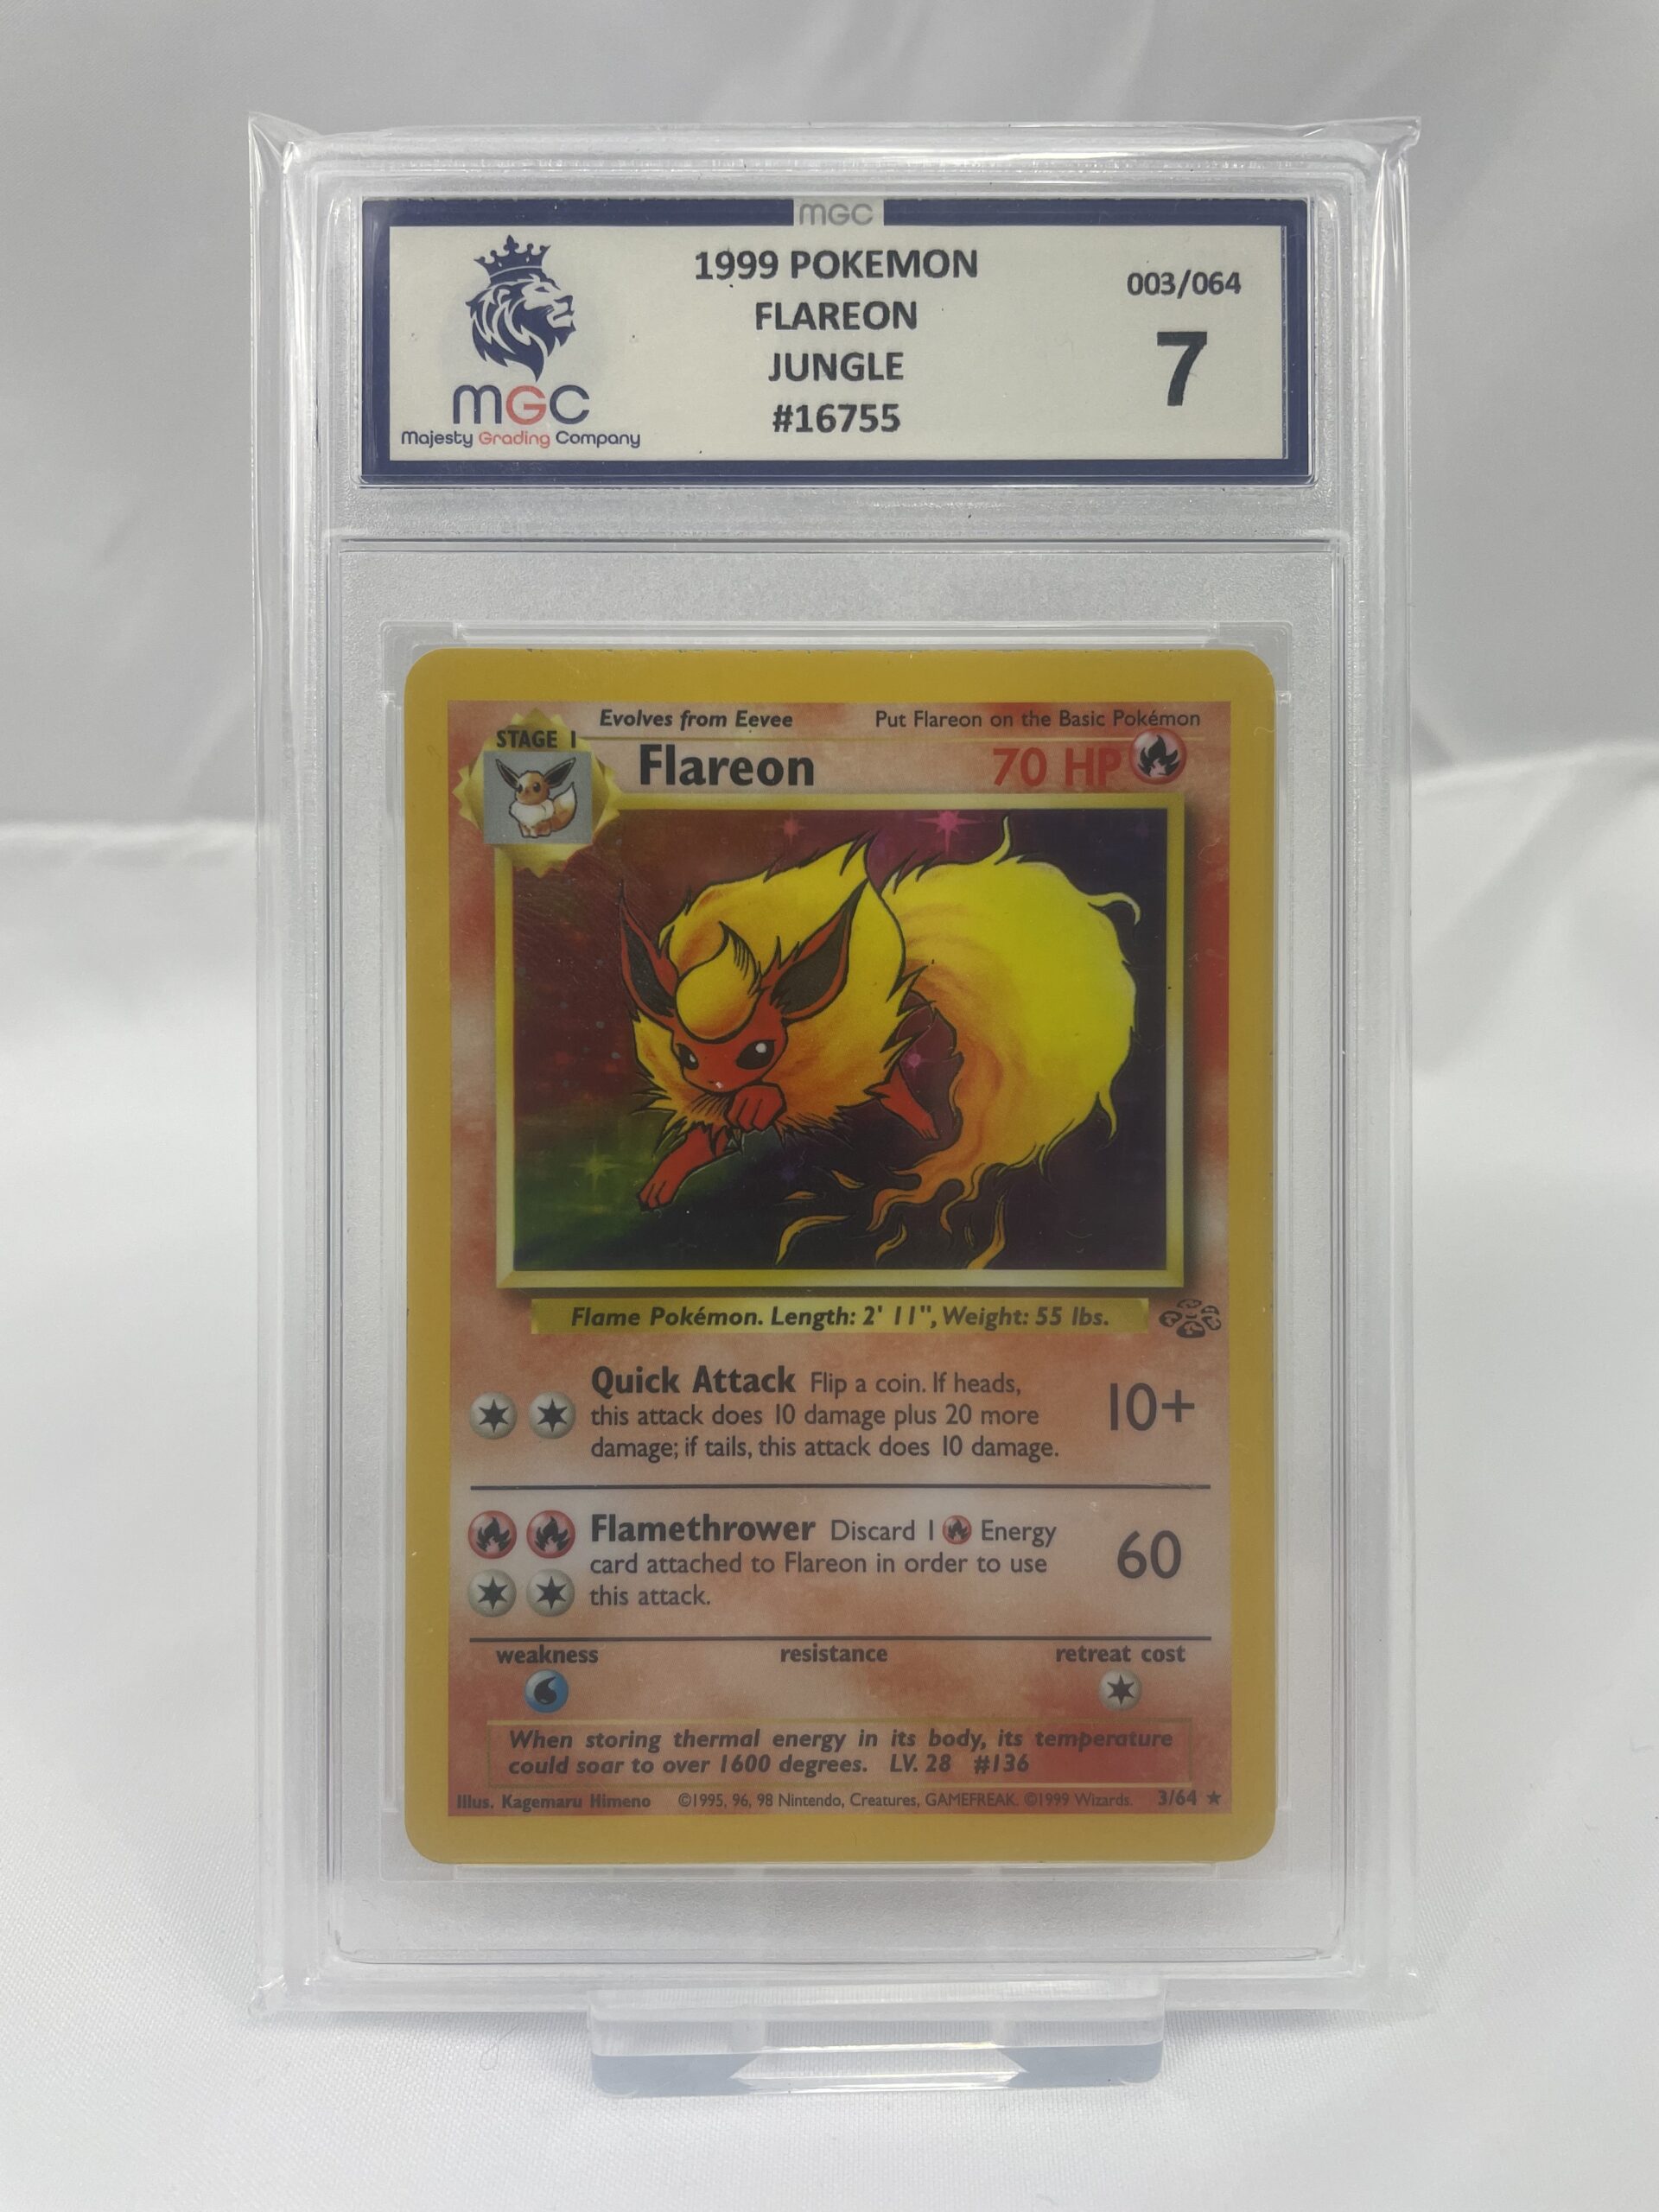 MGC
MGC
Majesty Grading Company
1999 POKEMON
FLAREON
JUNGLE
#16755
003/064
7
Evolves from Eevee
Put Flareon on the Basic Pokémon
STAGE 1
Flareon
70 HP
Flame Pokémon. Length: 2' 11", Weight: 55 lbs.
Quick Attack Flip a coin. If heads,
this attack does 10 damage plus 20 more
damage; if tails, this attack does 10 damage.
10+
Flamethrower Discard 1 Energy
card attached to Flareon in order to use
this attack.
60
weakness
resistance
retreat cost
When storing thermal energy in its body, its temperature
could soar to over 1600 degrees. LV. 28 #136
Illus. Kagemaru Himeno ©1995, 96, 98 Nintendo, Creatures, GAMEFREAK. ©1999 Wizards. 3/64 ★